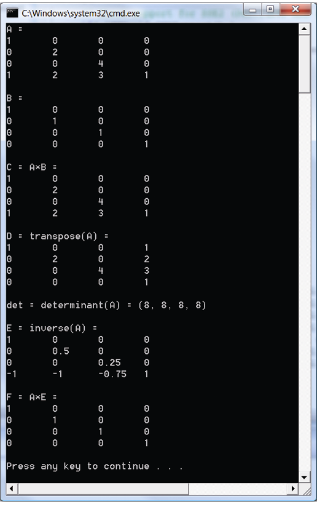 C:\Windows\system32\cmd.exe
A =
1 0 0 0
0 2 0 0
0 0 4 0
1 2 3 1
B =
1 0 0 0
0 1 0 0
0 0 1 0
0 0 0 1
C = A×B =
1 0 0 0
0 2 0 0
0 0 4 0
1 2 3 1
D = transpose(A) =
1 0 0 1
0 2 0 2
0 0 4 3
0 0 0 1
det = determinant(A) = (8, 8, 8, 8)
E = inverse(A) =
1 0 0 0
0 0.5 0 0
0 0 0.25 0
-1 -1 -0.75 1
F = A×E =
1 0 0 0
0 1 0 0
0 0 1 0
0 0 0 1
Press any key to continue . . .